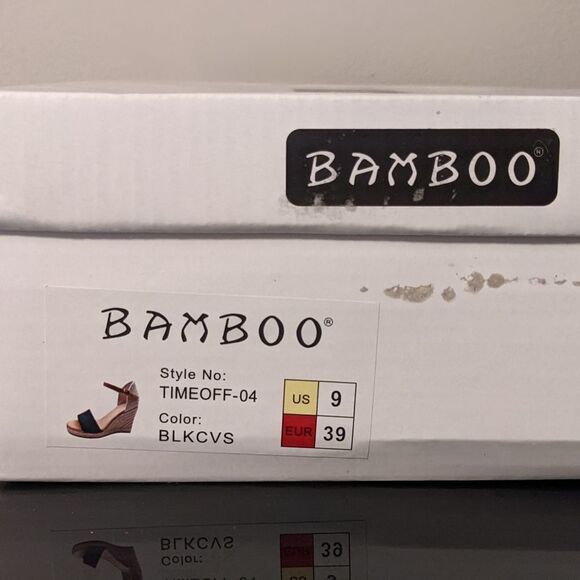 BAMBOO®
BAMBOO®
Style No:
TIMEOFF-04
Color:
BLKCVS
US 9
EUR 39